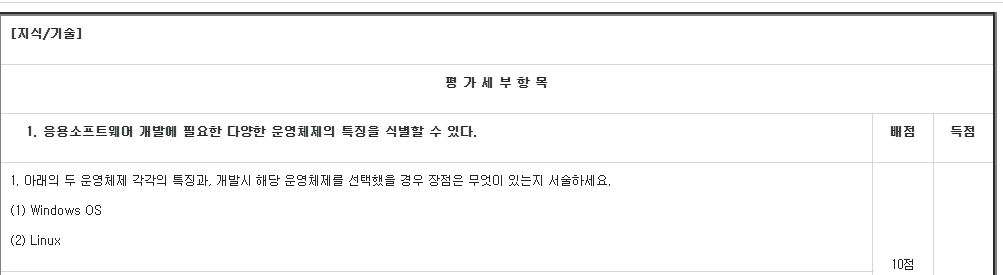 [지식/기술]
평 가 세 부 항 목
1. 응용소프트웨어 개발에 필요한 다양한 운영체제의 특징을 식별할 수 있다.
배점
득점
1. 아래의 두 운영체제 각각의 특징과, 개발시 해당 운영체제를 선택했을 경우 장점은 무엇이 있는지 서술하세요.
(1) Windows OS
(2) Linux
10점